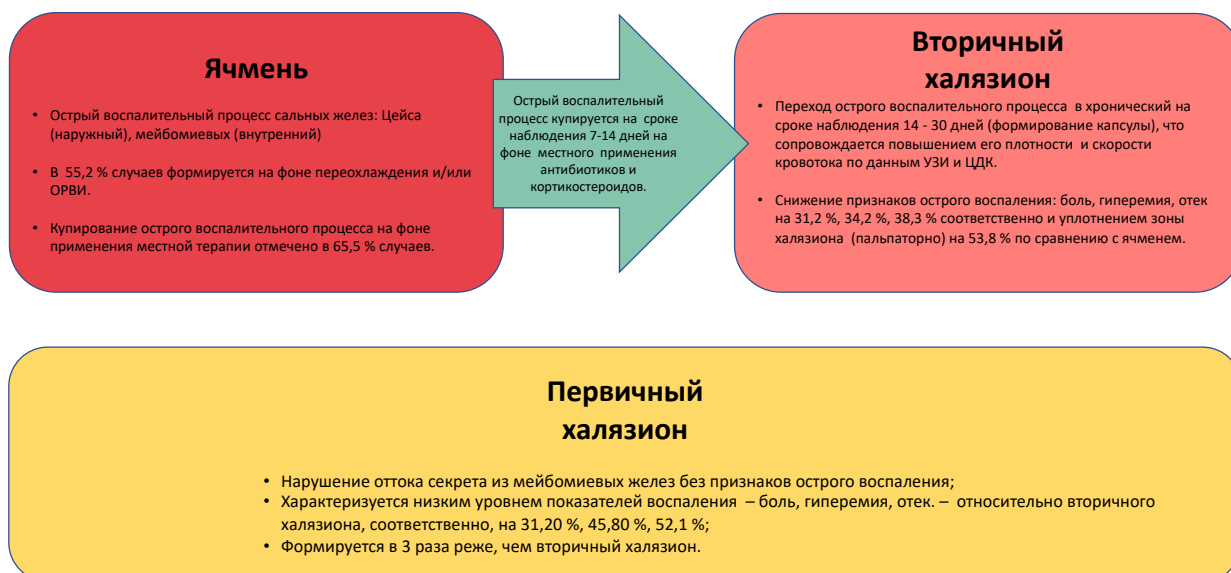 Ячмень
• Острый воспалительный процесс сальных желез: Цейса
(наружный), мейбомиевых (внутренний)
• В 55,2 % случаев формируется на фоне переохлаждения и/или
ОРВИ.
• Купирование острого воспалительного процесса на фоне
применения местной терапии отмечено в 65,5 % случаев.
Острый воспалительный
процесс купируется на сроке
наблюдения 7-14 дней на
фоне местного применения
антибиотиков и
кортикостероидов.
Вторичный
халязион
• Переход острого воспалительного процесса в хронический на
сроке наблюдения 14 - 30 дней (формирование капсулы), что
сопровождается повышением его плотности и скорости
кровотока по данным УЗИ и ЦДК.
• Снижение признаков острого воспаления: боль, гиперемия, отек
на 31,2 %, 34,2 %, 38,3 % соответственно и уплотнением зоны
халязиона (пальпаторно) на 53,8 % по сравнению с ячменем.
Первичный
халязион
• Нарушение оттока секрета из мейбомиевых желез без признаков острого воспаления;
• Характеризуется низким уровнем показателей воспаления – боль, гиперемия, отек. – относительно вторичного
халязиона, соответственно, на 31,20 %, 45,80 %, 52,1 %;
• Формируется в 3 раза реже, чем вторичный халязион.